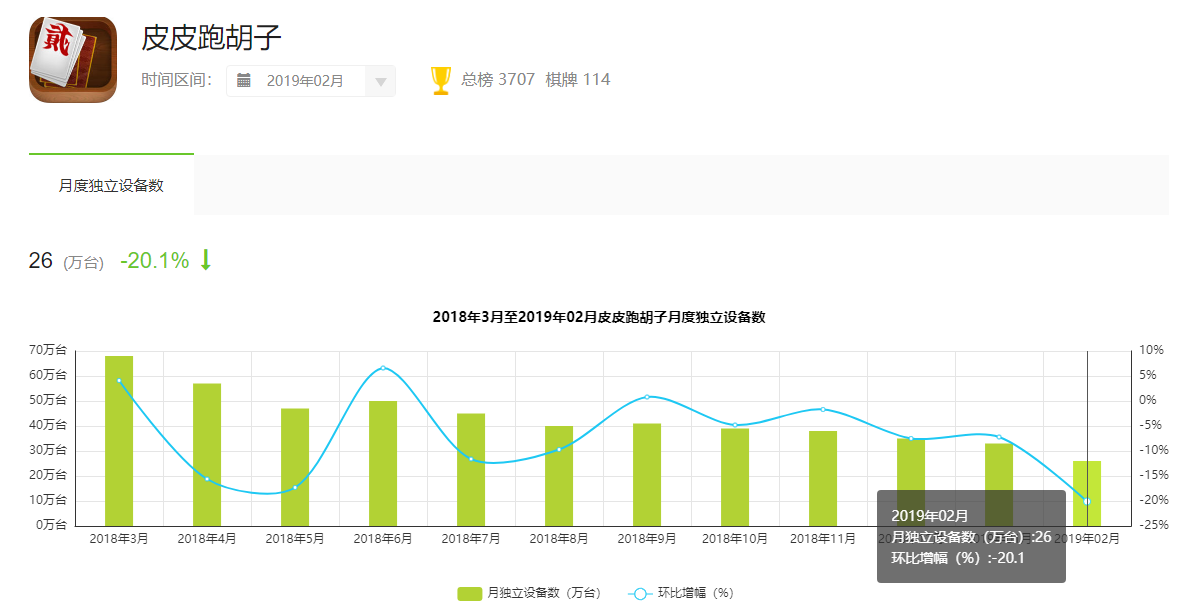 貳
皮皮跑胡子
时间区间：
2019年02月
总榜 3707 棋牌 114
月度独立设备数
26 (万台) -20.1%
2018年3月至2019年02月皮皮跑胡子月度独立设备数
70万台
60万台
50万台
40万台
30万台
20万台
10万台
0万台
10%
5%
0%
-5%
-10%
-15%
-20%
-25%
2018年3月
2018年4月
2018年5月
2018年6月
2018年7月
2018年8月
2018年9月
2018年10月
2018年11月
2019年02月
2019年02月
月独立设备数（万台）:26
环比增幅（%）:-20.1
月独立设备数（万台）
环比增幅（%）